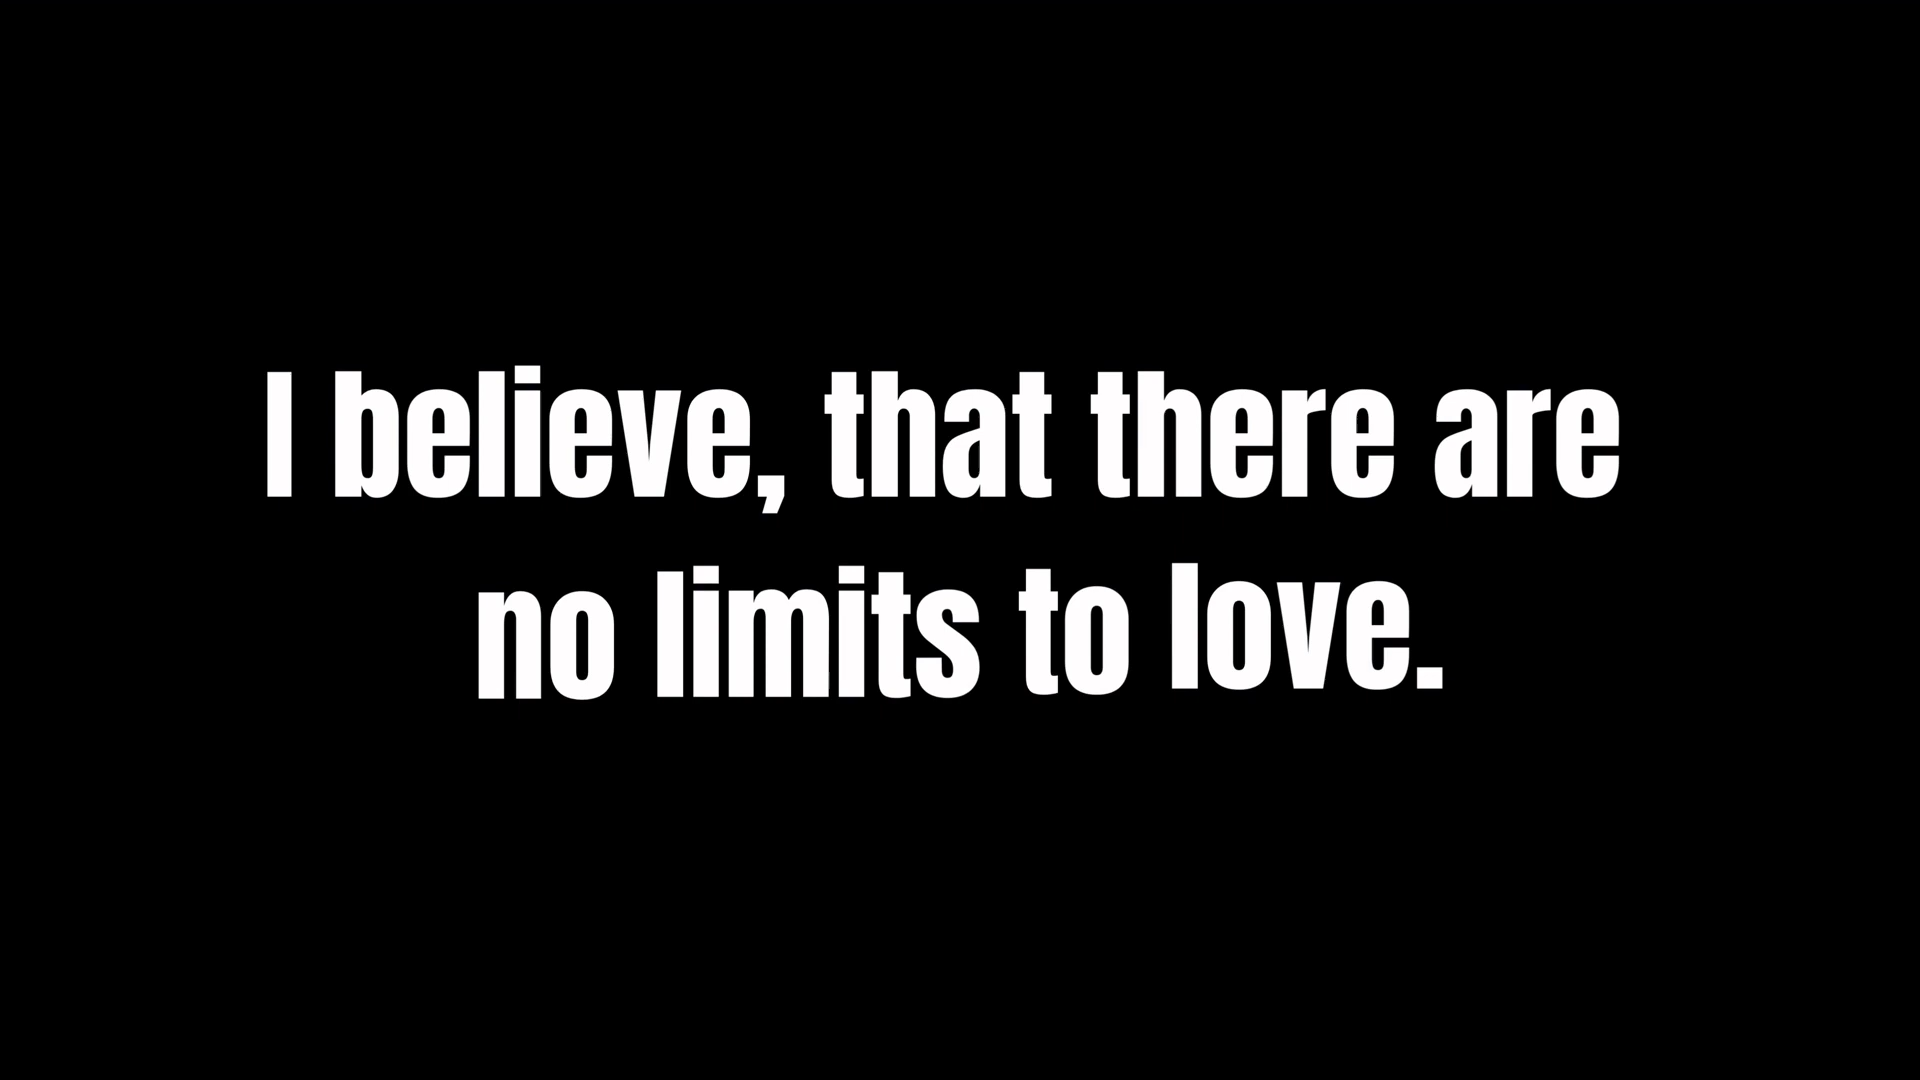 I believe, that there are
no limits to love.